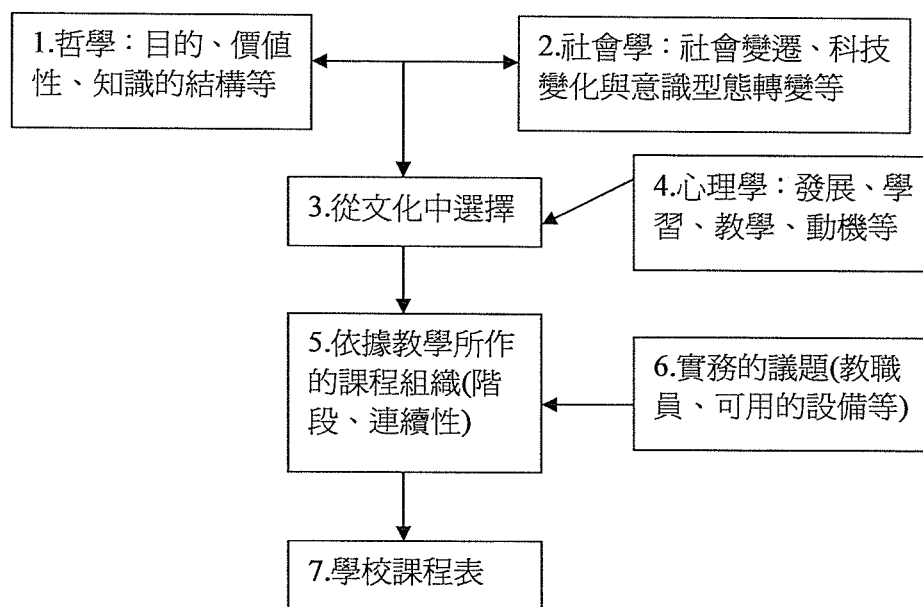 1.哲學：目的、價值
性、知識的結構等
2.社會學：社會變遷、科技
變化與意識型態轉變等
3.從文化中選擇
4.心理學：發展、學
習、教學、動機等
5.依據教學所作
的課程組織(階
段、連續性)
6.實務的議題(教職
員、可用的設備等)
7.學校課程表